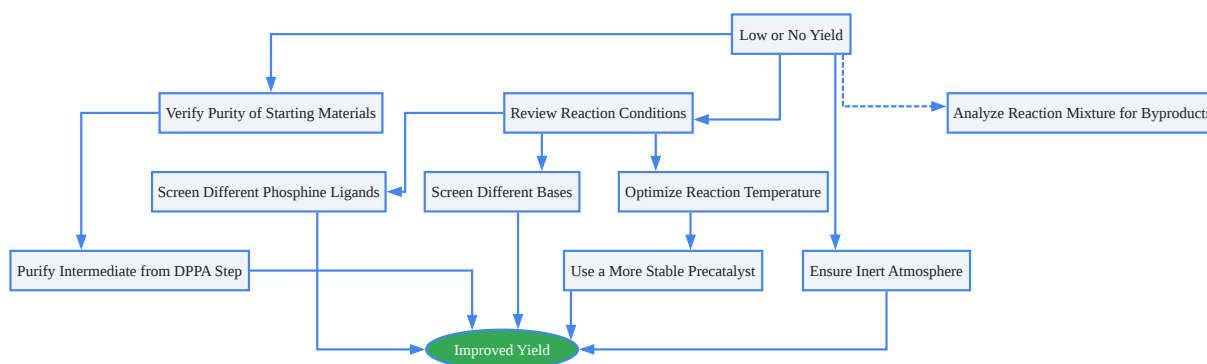 Low or No Yield
Verify Purity of Starting Materials
Review Reaction Conditions
Analyze Reaction Mixture for Byproducts
Screen Different Phosphine Ligands
Screen Different Bases
Optimize Reaction Temperature
Purify Intermediate from DPPA Step
Use a More Stable Precatalyst
Ensure Inert Atmosphere
Improved Yield